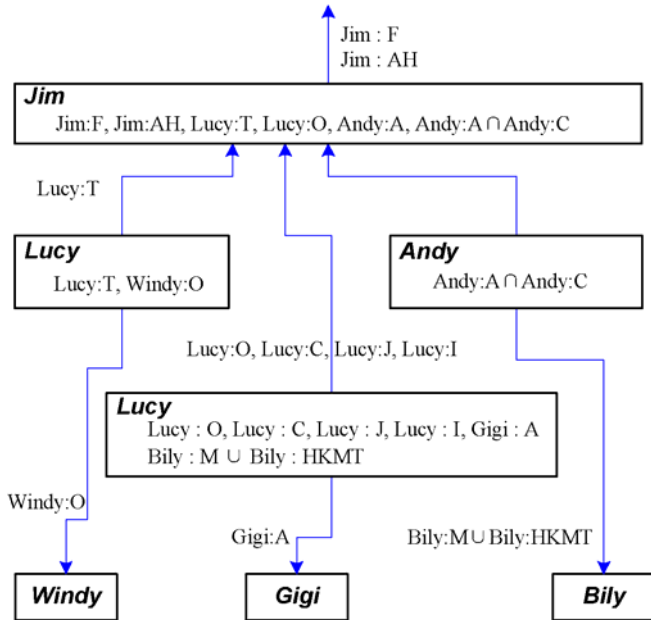 Jim : F
Jim : AH
Jim
Jim:F, Jim:AH, Lucy:T, Lucy:O, Andy:A, Andy:A∩Andy:C
Lucy:T
Lucy
Lucy:T, Windy:O
Andy
Andy:A∩Andy:C
Lucy:O, Lucy:C, Lucy:J, Lucy:I
Lucy
Lucy : O, Lucy : C, Lucy : J, Lucy : I, Gigi : A
Bily : M ∪ Bily : HKMT
Windy:O
Gigi:A
Bily:M∪Bily:HKMT
Windy
Gigi
Bily